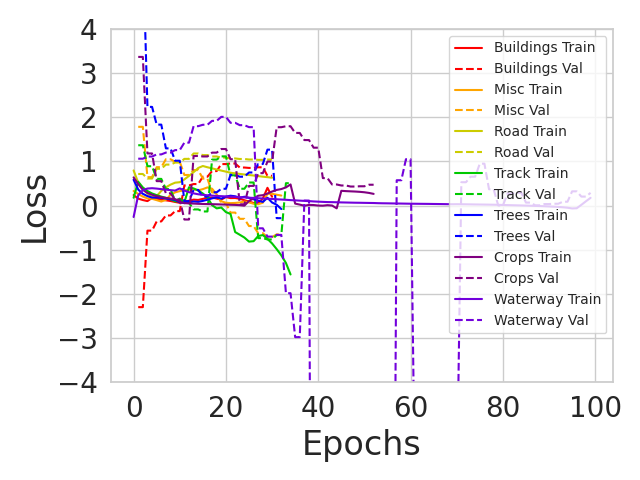 4
3
2
1
0
−1
−2
−3
−4
Loss
0 20 40 60 80 100
Epochs
Buildings Train
Buildings Val
Misc Train
Misc Val
Road Train
Road Val
Track Train
Track Val
Trees Train
Trees Val
Crops Train
Crops Val
Waterway Train
Waterway Val